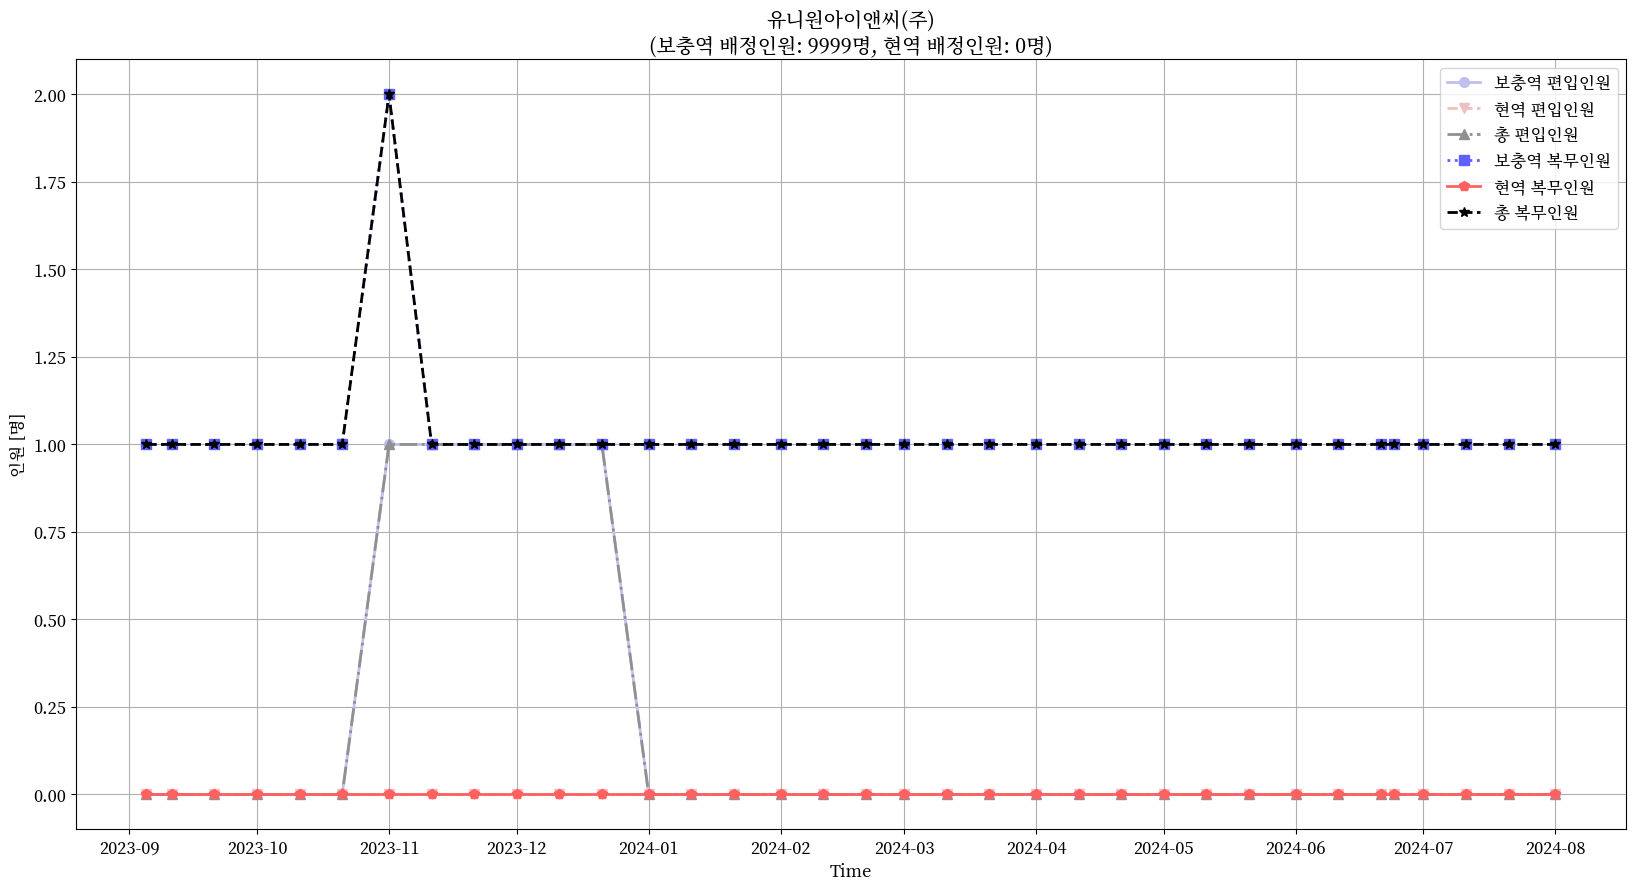 유니원아이앤씨(주)
(보충역 배정인원: 9999명, 현역 배정인원: 0명)
보충역 편입인원
현역 편입인원
총 편입인원
보충역 복무인원
현역 복무인원
총 복무인원
2.00
1.75
1.50
1.25
1.00
0.75
0.50
0.25
0.00
인원 [명]
2023-09 2023-10 2023-11 2023-12 2024-01 2024-02 2024-03 2024-04 2024-05 2024-06 2024-07 2024-08
Time